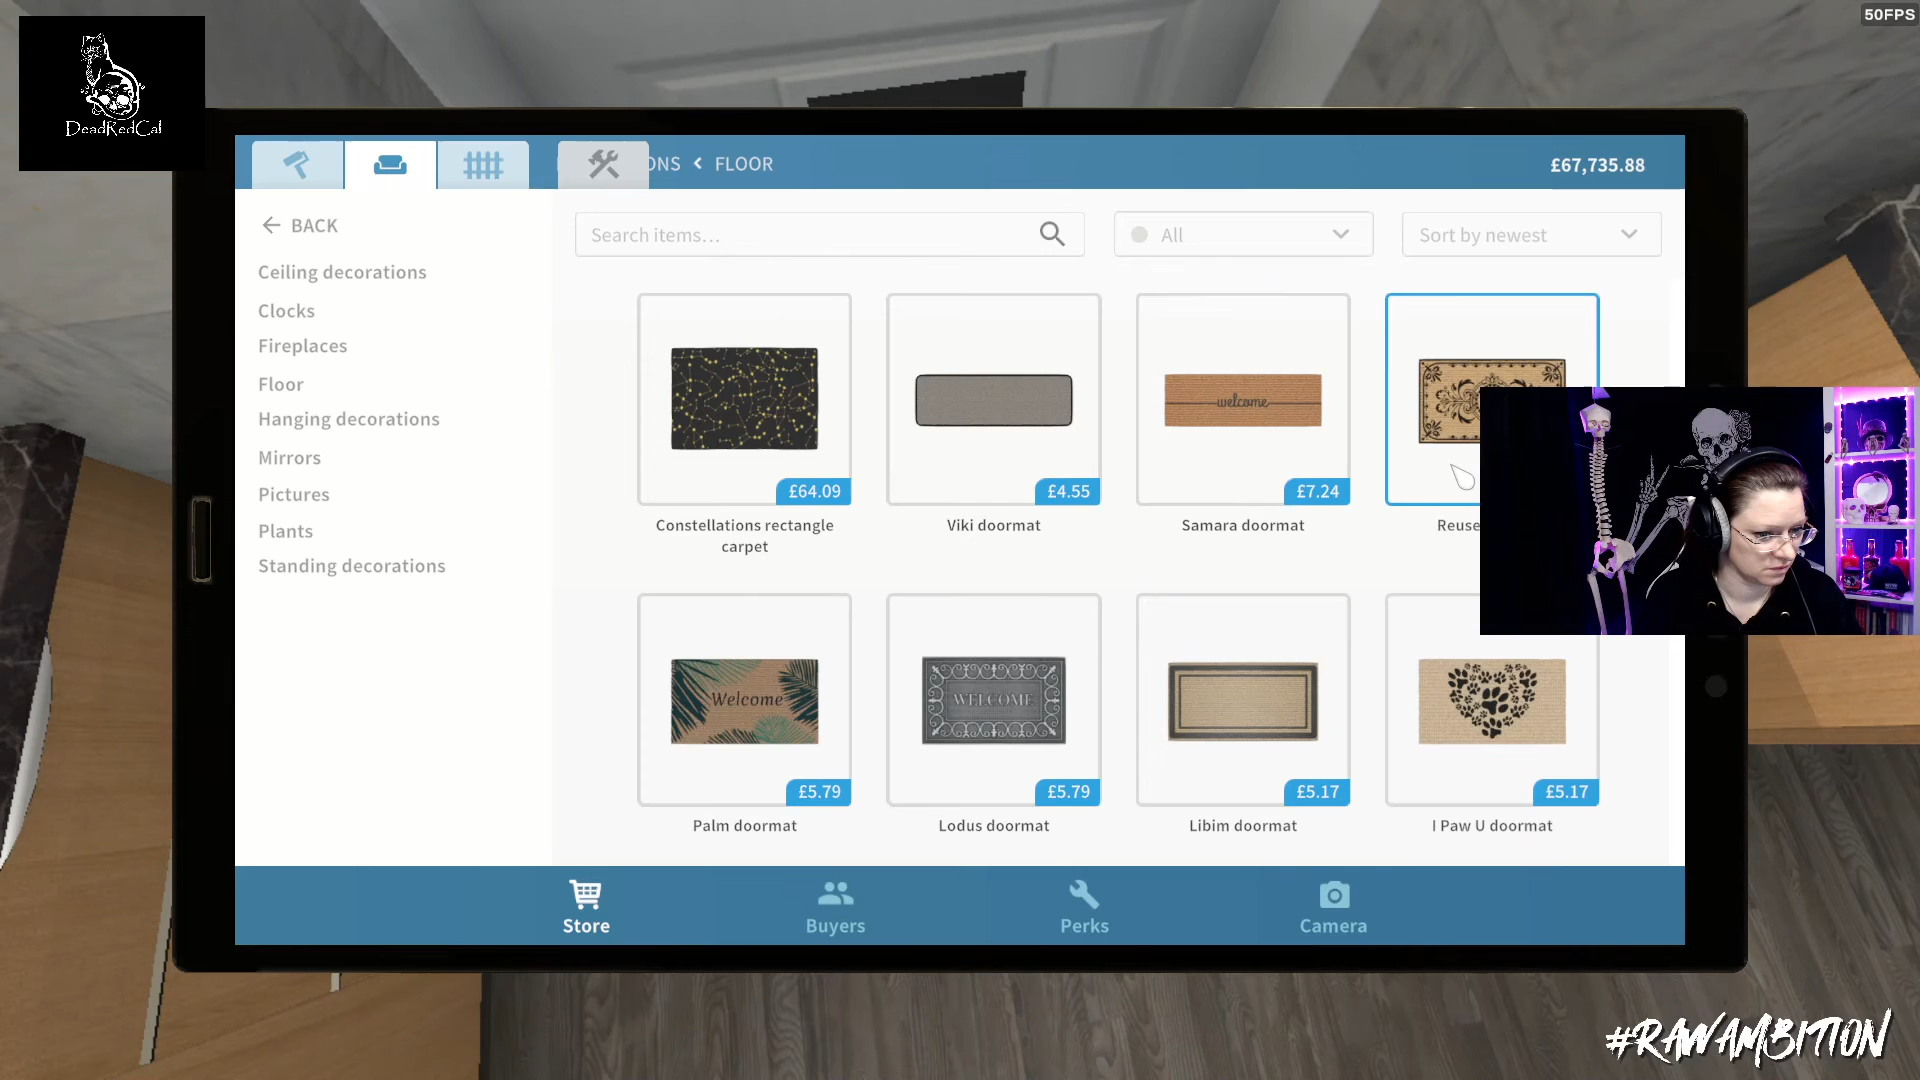 50FPS
DeadRedCal
ONS < FLOOR
£67,735.88
BACK
Search items...
All
Sort by newest
Ceiling decorations
Clocks
Fireplaces
Floor
Hanging decorations
Mirrors
Pictures
Plants
Standing decorations
welcome
£64.09
£4.55
£7.24
Constellations rectangle
carpet
Viki doormat
Samara doormat
Reuse
Welcome
WELCOME
£5.79
£5.79
£5.17
£5.17
Palm doormat
Lodus doormat
Libim doormat
I Paw U doormat
Store
Buyers
Perks
Camera
#RAWAMBITION